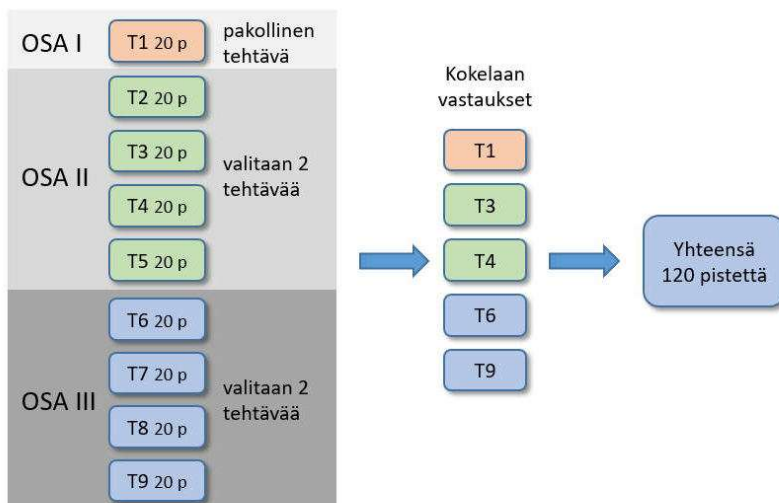 OSA I
T1 20 p
pakollinen
tehtävä
OSA II
T2 20 p
T3 20 p
T4 20 p
T5 20 p
valitaan 2
tehtävää
OSA III
T6 20 p
T7 20 p
T8 20 p
T9 20 p
valitaan 2
tehtävää
Kokelaan
vastaukset
T1
T3
T4
T6
T9
Yhteensä
120 pistettä